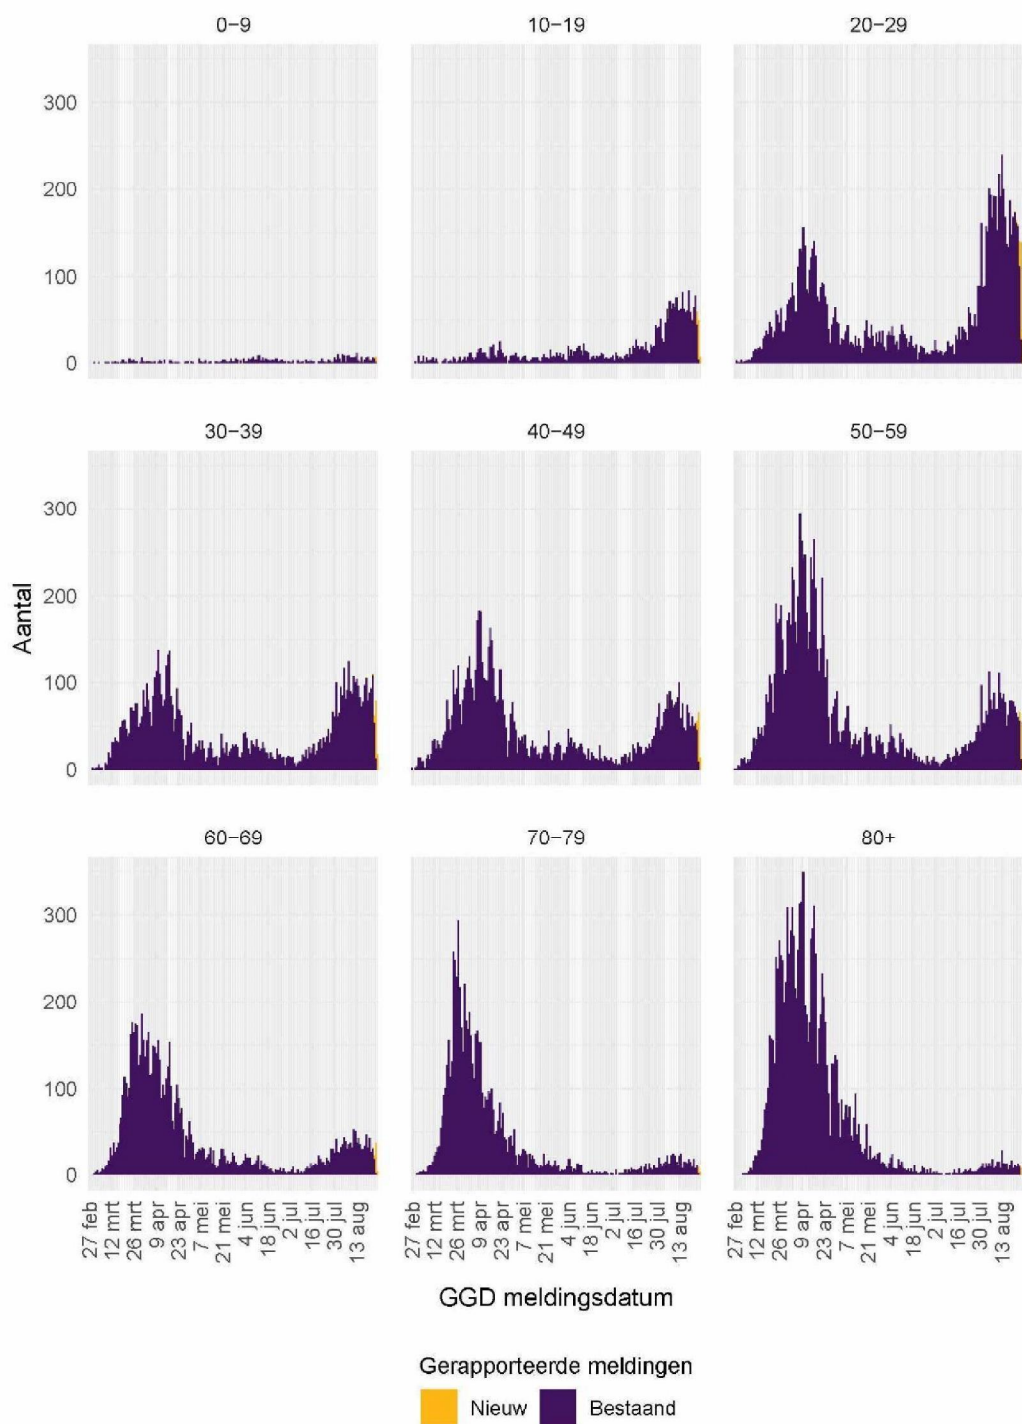 0−9 10−19 20−29
300
200
100
0
30−39 40−49 50−59
300
200
100
0
Aantal
60−69 70−79 80+
300
200
100
0
27 feb 12 mrt 26 mrt 9 apr 23 apr 7 mei 21 mei 4 jun 18 jun 2 jul 16 jul 30 jul 13 aug 27 feb 12 mrt 26 mrt 9 apr 23 apr 7 mei 21 mei 4 jun 18 jun 2 jul 16 jul 30 jul 13 aug 27 feb 12 mrt 26 mrt 9 apr 23 apr 7 mei 21 mei 4 jun 18 jun 2 jul 16 jul 30 jul 13 aug
GGD meldingsdatum
Gerapporteerde meldingen
Nieuw Bestaand